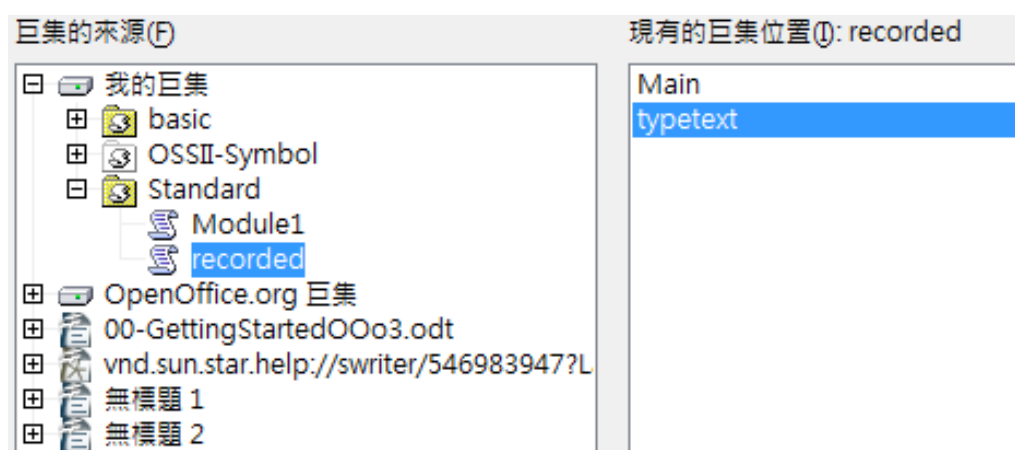 巨集的來源(F)
現有的巨集位置(I): recorded
我的巨集
basic
OSSII-Symbol
Standard
Module1
recorded
OpenOffice.org 巨集
00-GettingStartedOOo3.odt
vnd.sun.star.help://swriter/546983947?L
無標題 1
無標題 2
Main
typetext